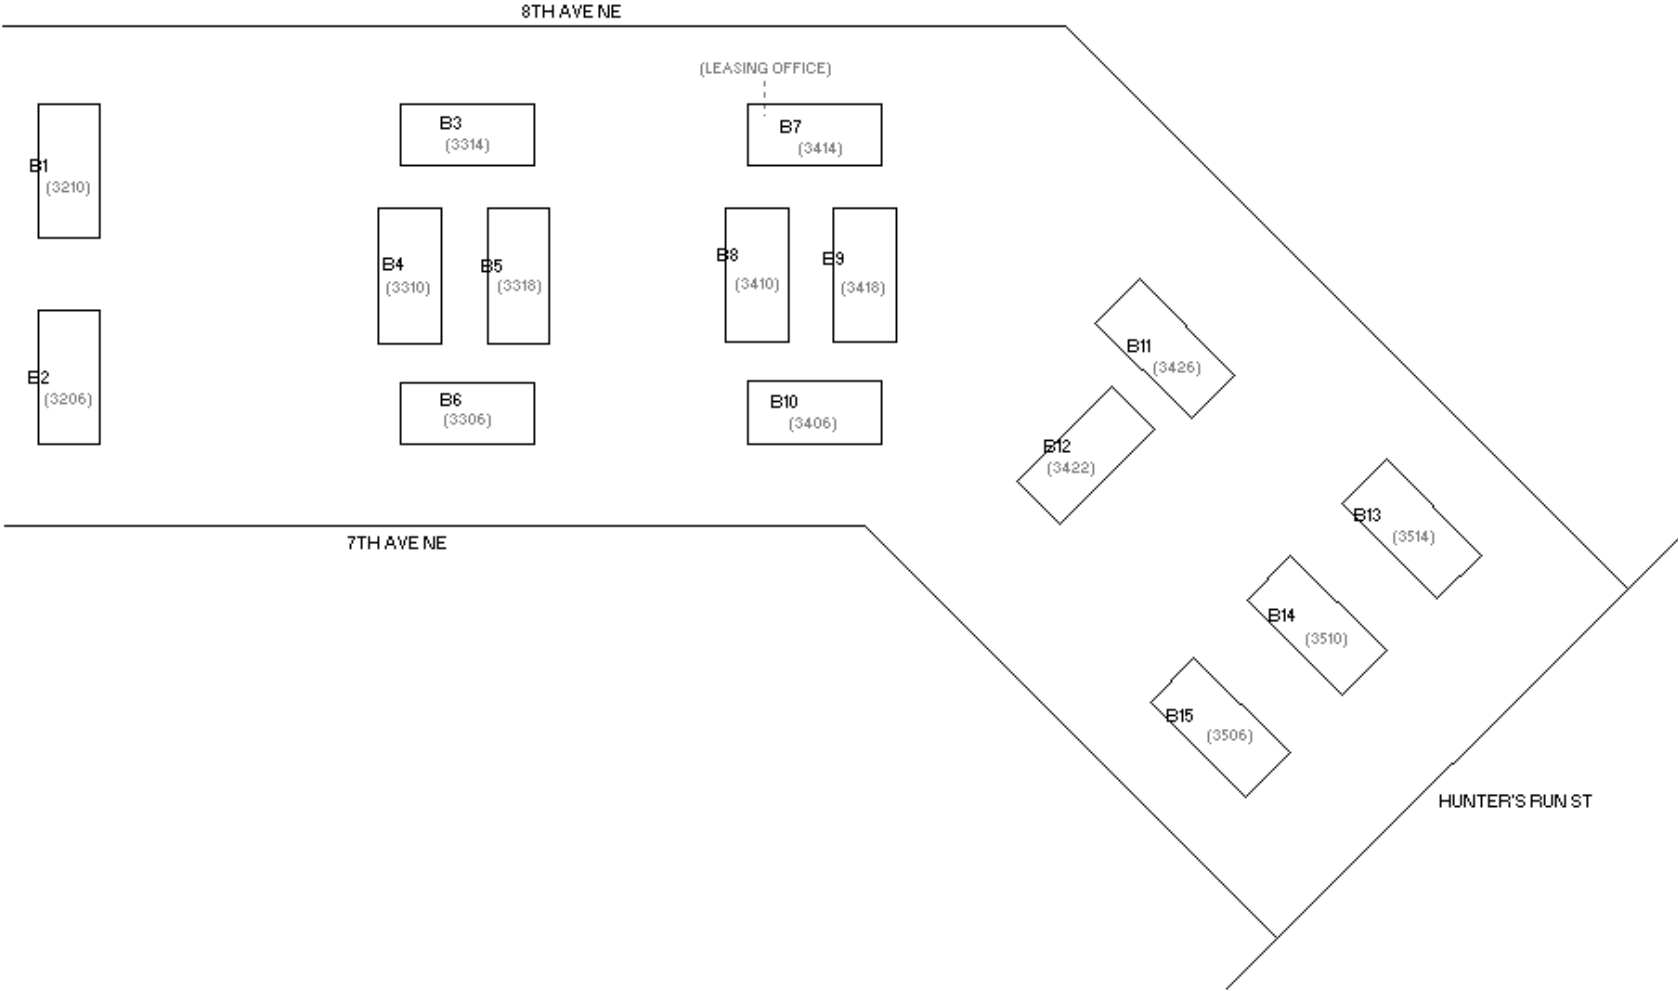 8TH AVE NE
(LEASING OFFICE)
B1
(3210)
B2
(3206)
B3
(3314)
B4
(3310)
B5
(3318)
B6
(3306)
B7
(3414)
B8
(3410)
B9
(3418)
B10
(3406)
B11
(3426)
B12
(3422)
B13
(3514)
B14
(3510)
B15
(3506)
7TH AVE NE
HUNTER'S RUN ST